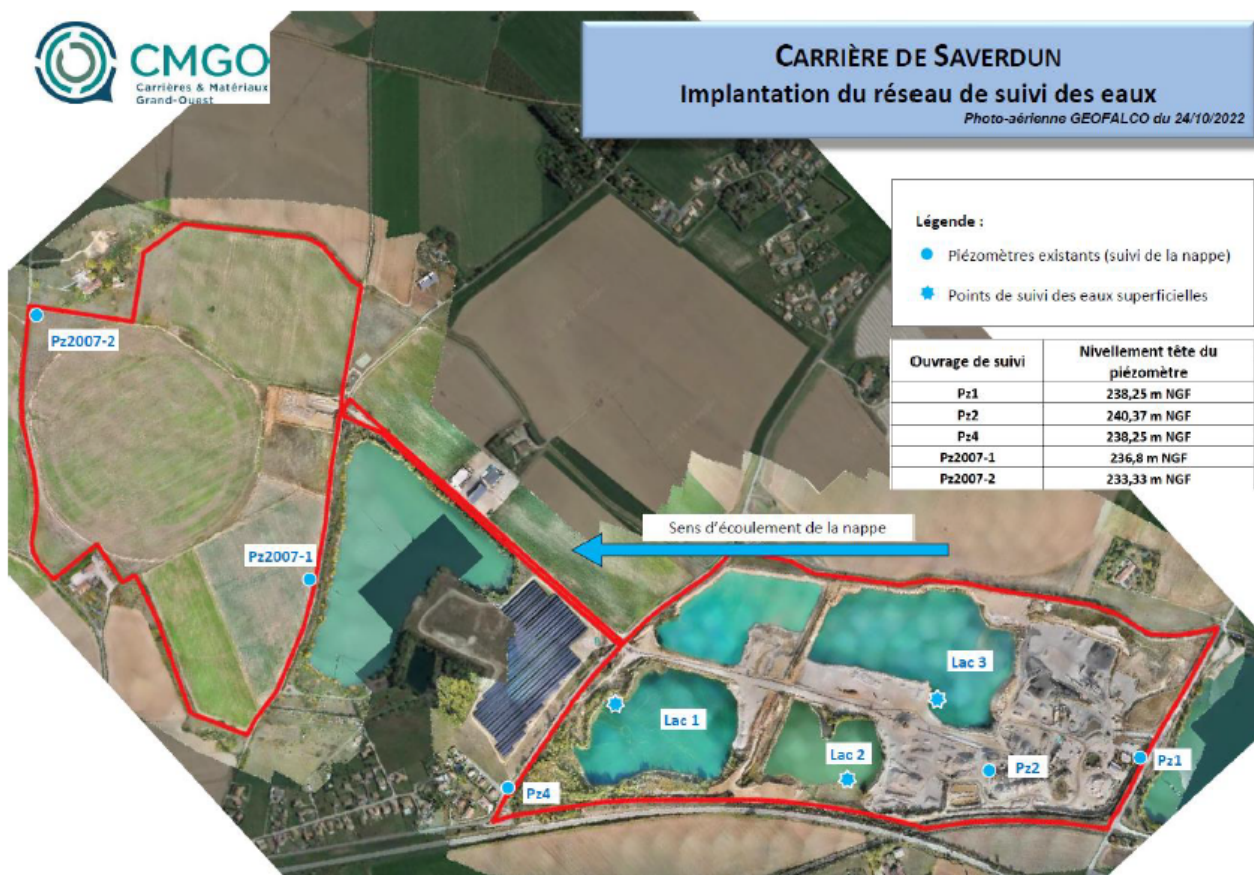 CMGO
Carrières & Matériaux
Grand-Ouest
CARRIÈRE DE SAVERDUN
Implantation du réseau de suivi des eaux
Photo-aérienne GEOFALCO du 24/10/2022
Légende :
Piézomètres existants (suivi de la nappe)
Points de suivi des eaux superficielles
Ouvrage de suivi
Nivellement tête du
piézomètre
Pz1 238,25 m NGF
Pz2 240,37 m NGF
Pz4 238,25 m NGF
Pz2007-1 236,8 m NGF
Pz2007-2 233,33 m NGF
Pz2007-2
Sens d'écoulement de la nappe
Pz2007-1
Lac 3
Lac 1
Lac 2
Pz2
Pz1
Pz4